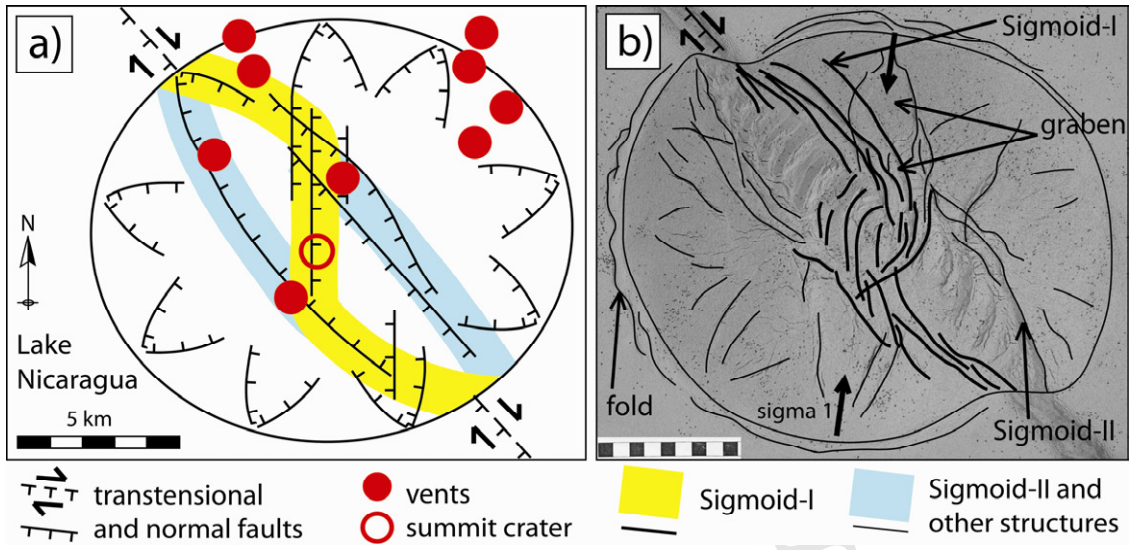 a)
N
Lake
Nicaragua
5 km
b)
Sigmoid-I
graben
fold
sigma 1
Sigmoid-II
transtensional
and normal faults
vents
summit crater
Sigmoid-I
Sigmoid-II and
other structures